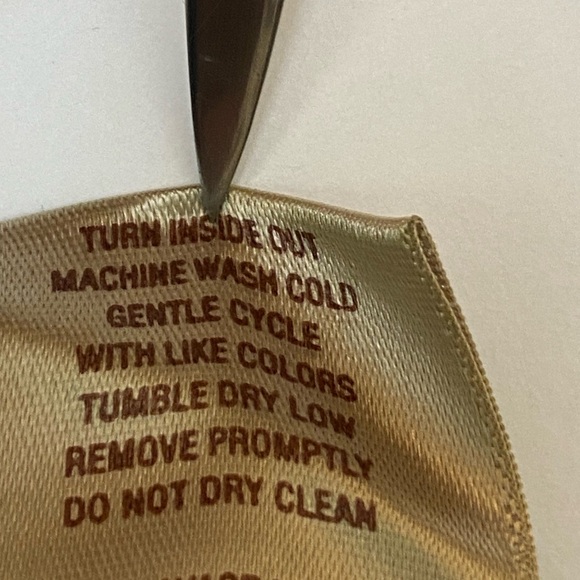 TURN INSIDE OUT
MACHINE WASH COLD
GENTLE CYCLE
WITH LIKE COLORS
TUMBLE DRY LOW
REMOVE PROMPTLY
DO NOT DRY CLEAN